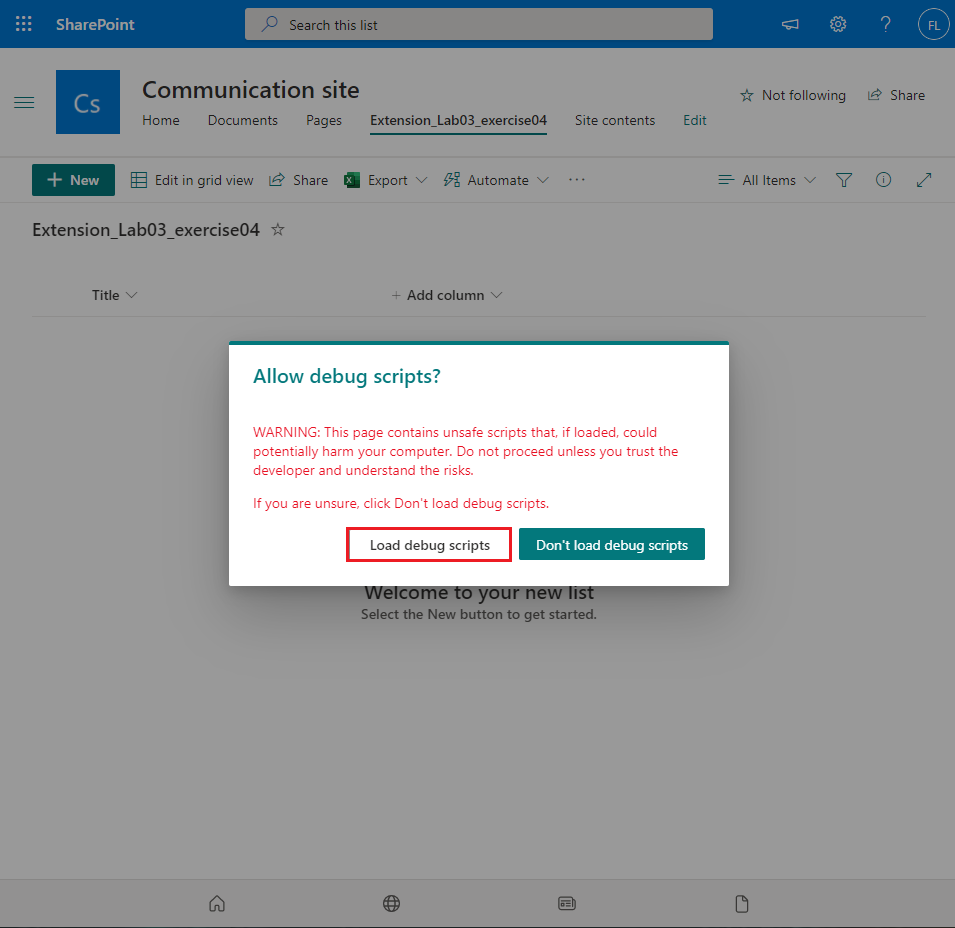 SharePoint
Search this list
FL
Cs
Communication site
Not following
Share
Home
Documents
Pages
Extension_Lab03_exercise04
Site contents
Edit
New
Edit in grid view
Share
Export
Automate
All Items
Extension_Lab03_exercise04
Title
Add column
Allow debug scripts?
WARNING: This page contains unsafe scripts that, if loaded, could
potentially harm your computer. Do not proceed unless you trust the
developer and understand the risks.
If you are unsure, click Don't load debug scripts.
Load debug scripts
Don't load debug scripts
Welcome to your new list
Select the New button to get started.